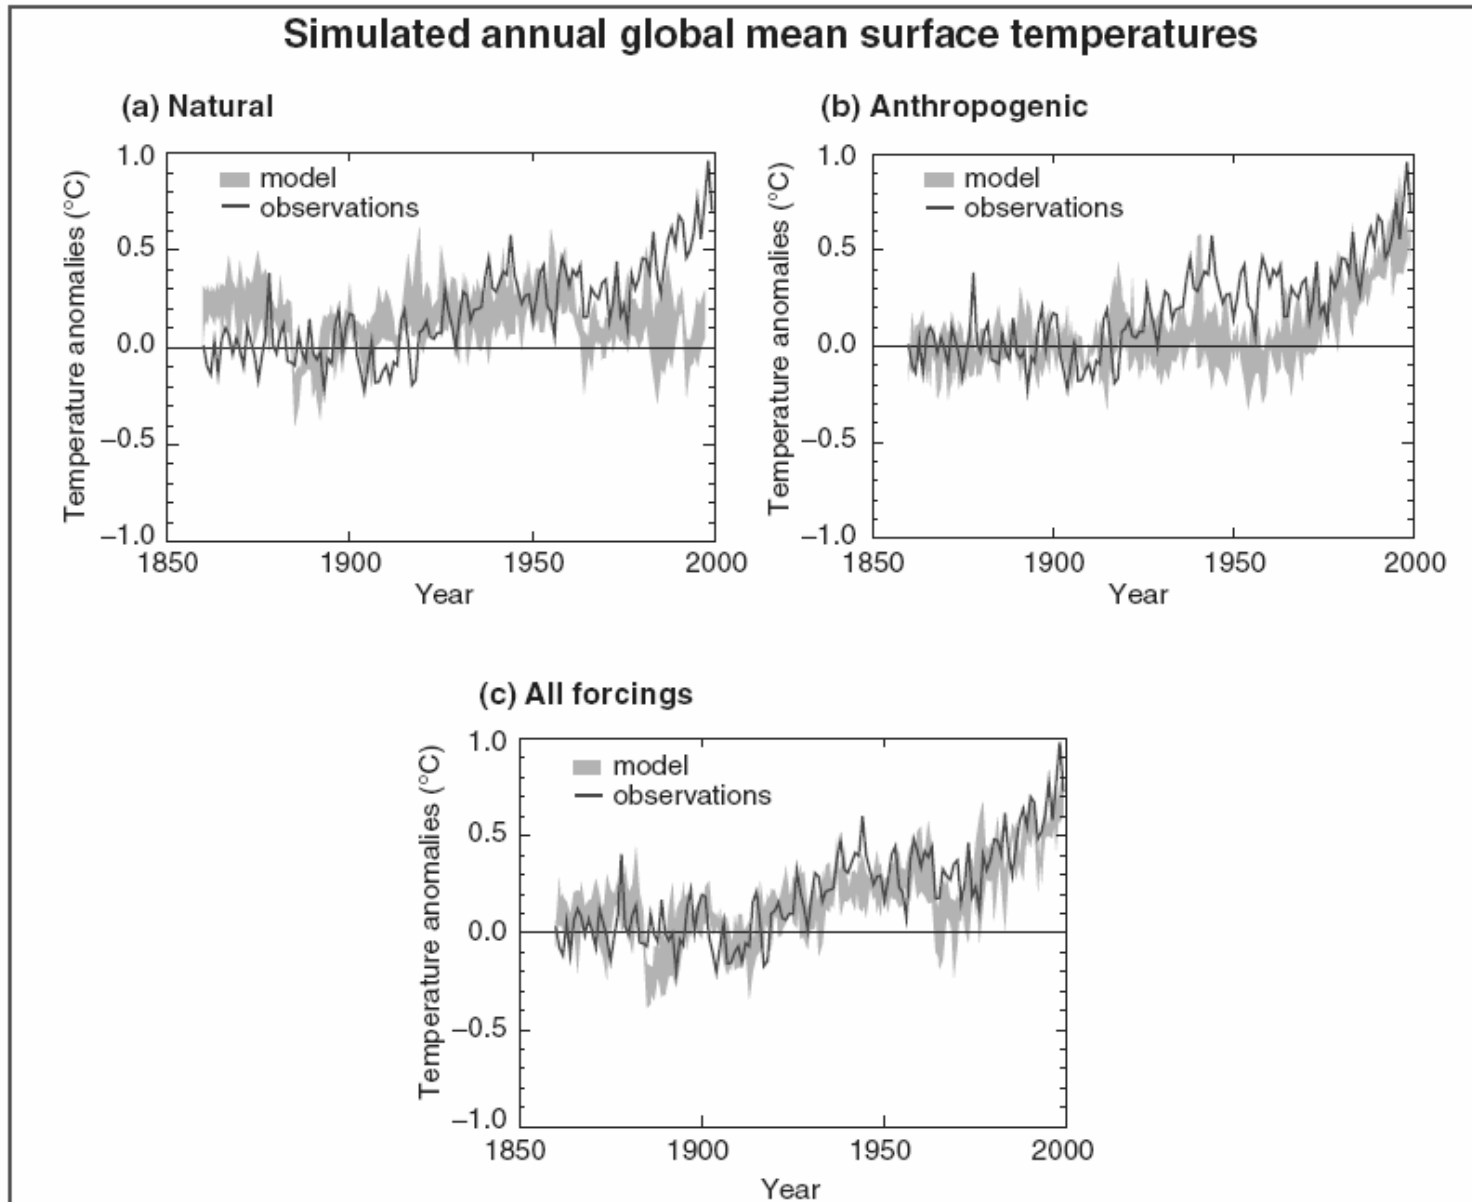 Simulated annual global mean surface temperatures
(a) Natural
1.0
0.5
0.0
−0.5
−1.0
Temperature anomalies (°C)
model
observations
1850 1900 1950 2000
Year
(b) Anthropogenic
1.0
0.5
0.0
−0.5
−1.0
Temperature anomalies (°C)
model
observations
1850 1900 1950 2000
Year
(c) All forcings
1.0
0.5
0.0
−0.5
−1.0
Temperature anomalies (°C)
model
observations
1850 1900 1950 2000
Year